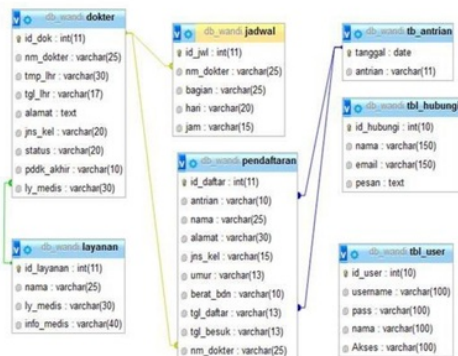 db_wandi dokter
id_dok : int(11)
nm_dokter : varchar(25)
tmp_lhr : varchar(30)
tgl_lhr : varchar(17)
alamat : text
jns_kel : varchar(20)
status : varchar(20)
pddk_akhir : varchar(10)
ly_medis : varchar(30)
db_wandi layanan
id_layanan : int(11)
nama : varchar(25)
ly_medis : varchar(30)
info_medis : varchar(40)
db_wandi jadwal
id_jwl : int(11)
nm_dokter : varchar(25)
bagian : varchar(25)
hari : varchar(20)
jam : varchar(15)
db_wandi pendaftaran
id_daftar : int(11)
antrian : varchar(10)
nama : varchar(25)
alamat : varchar(30)
jns_kel : varchar(15)
umur : varchar(13)
berat_bdn : varchar(10)
tgl_daftar : varchar(13)
tgl_besuk : varchar(13)
nm_dokter : varchar(25)
db_wandi tb_antrian
tanggal : date
antrian : varchar(11)
db_wandi tbl_hubungi
id_hubungi : int(10)
nama : varchar(150)
email : varchar(150)
pesan : text
db_wandi tbl_user
id_user : int(10)
username : varchar(100)
pass : varchar(100)
nama : varchar(100)
Akses : varchar(100)